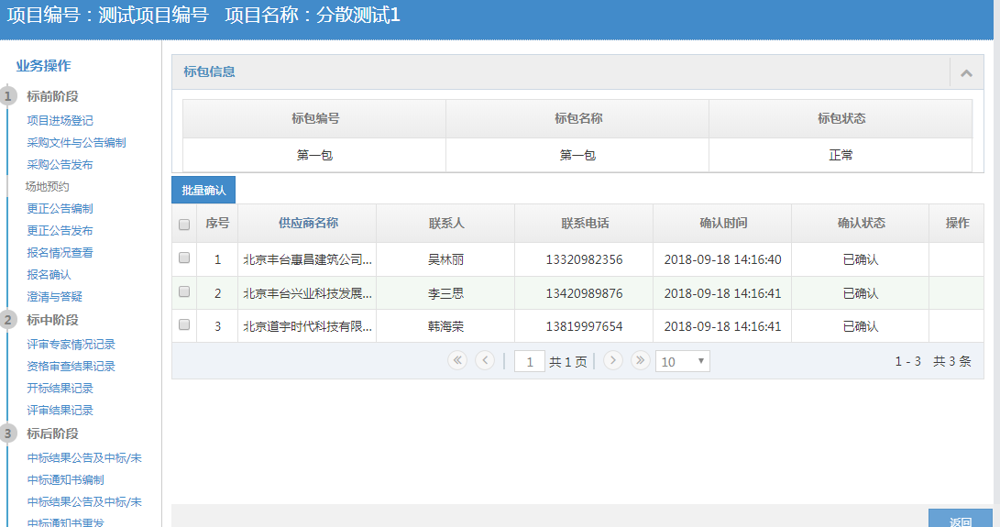 项目编号：测试项目编号 项目名称：分散测试1
业务操作
1 标前阶段
项目进场登记
采购文件与公告编制
采购公告发布
场地预约
更正公告编制
更正公告发布
报名情况查看
报名确认
澄清与答疑
2 标中阶段
评审专家情况记录
资格审查结果记录
开标结果记录
评审结果记录
3 标后阶段
中标结果公告及中标/未
中标通知书编制
中标结果公告及中标/未
中标通知书重发
标包信息
标包编号 标包名称 标包状态
第一包 第一包 正常
批量确认
序号 供应商名称 联系人 联系电话 确认时间 确认状态 操作
1 北京丰台惠昌建筑公司... 吴林丽 13320982356 2018-09-18 14:16:40 已确认
2 北京丰台兴业科技发展... 李三思 13420989876 2018-09-18 14:16:41 已确认
3 北京道宇时代科技有限... 韩海荣 13819997654 2018-09-18 14:16:41 已确认
1 共 1 页 10 1 - 3 共 3 条
返回